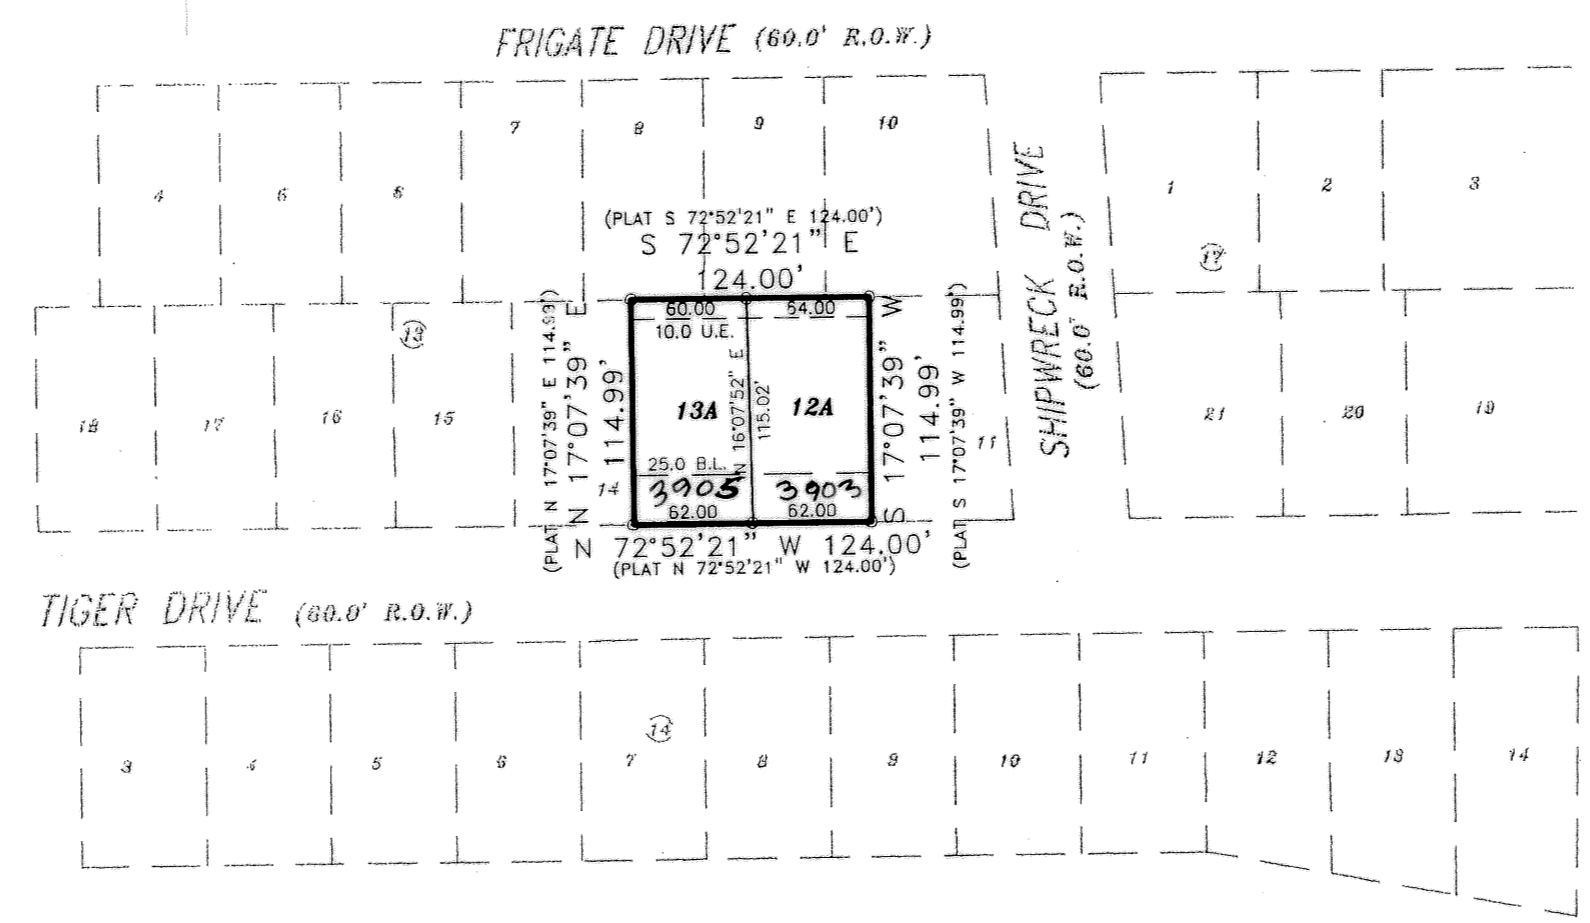 FRIGATE DRIVE (60.0' R.O.W.)
7
8
9
10
4
5
6
1
2
3
(PLAT S 72°52'21" E 124.00')
S 72°52'21" E
124.00'
SHIPWRECK DRIVE
(60.0' R.O.W.)
17
60.00
64.00
10.0 U.E.
(PLAT N 17°07'39" E 114.99')
N 17°07'39" E
114.99'
13A
N 16°07'52" E
115.02'
12A
S 17°07'39" W
114.99'
(PLAT S 17°07'39" W 114.99')
18
17
16
15
14
11
21
20
19
25.0 B.L.
3905
3903
62.00
62.00
N 72°52'21" W 124.00'
(PLAT N 72°52'21" W 124.00')
TIGER DRIVE (60.0' R.O.W.)
14
3
4
5
6
7
8
9
10
11
12
13
14